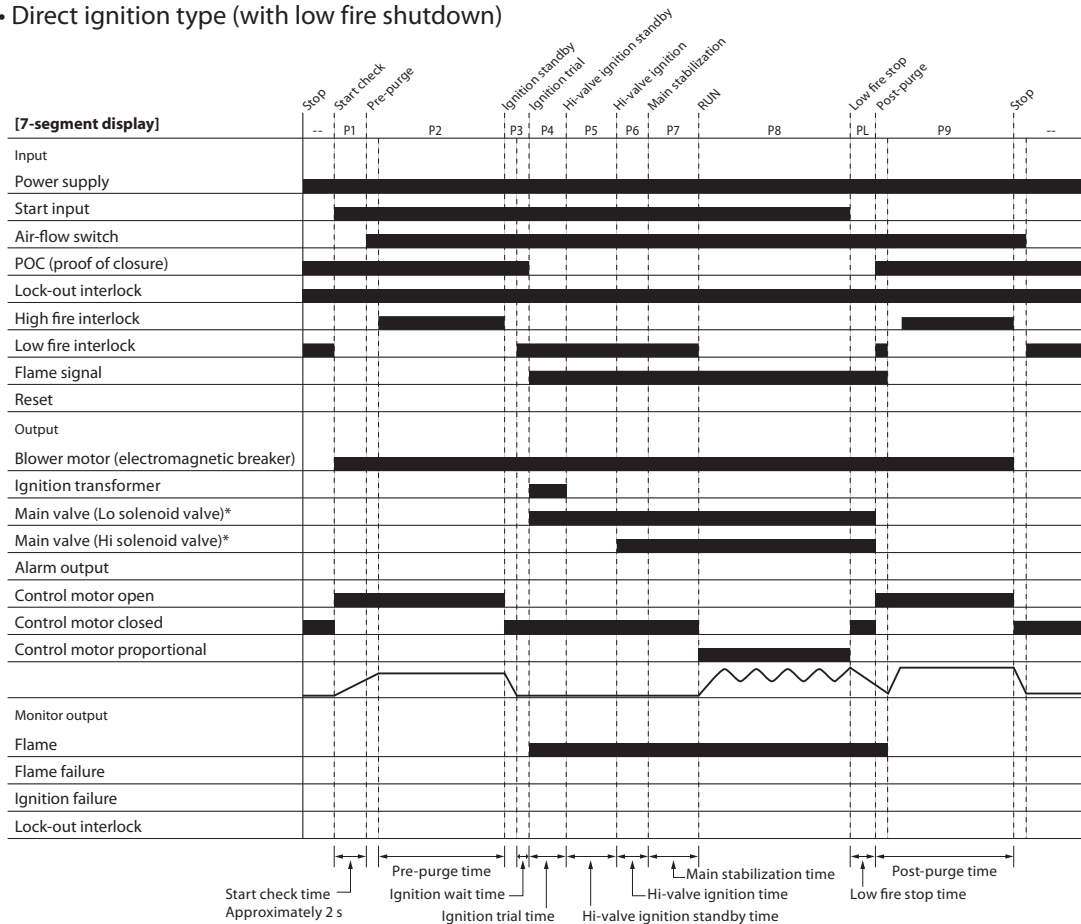 • Direct ignition type (with low fire shutdown)
Stop
Start check
Pre-purge
Ignition standby
Ignition trial
Hi-valve ignition standby
Hi-valve ignition
Main stabilization
RUN
Low fire stop
Post-purge
Stop
[7-segment display] -- P1 P2 P3 P4 P5 P6 P7 P8 PL P9 --
Input
Power supply
Start input
Air-flow switch
POC (proof of closure)
Lock-out interlock
High fire interlock
Low fire interlock
Flame signal
Reset
Output
Blower motor (electromagnetic breaker)
Ignition transformer
Main valve (Lo solenoid valve)*
Main valve (Hi solenoid valve)*
Alarm output
Control motor open
Control motor closed
Control motor proportional
Monitor output
Flame
Flame failure
Ignition failure
Lock-out interlock
Pre-purge time
Main stabilization time
Post-purge time
Start check time
Approximately 2 s
Ignition wait time
Hi-valve ignition time
Low fire stop time
Ignition trial time
Hi-valve ignition standby time